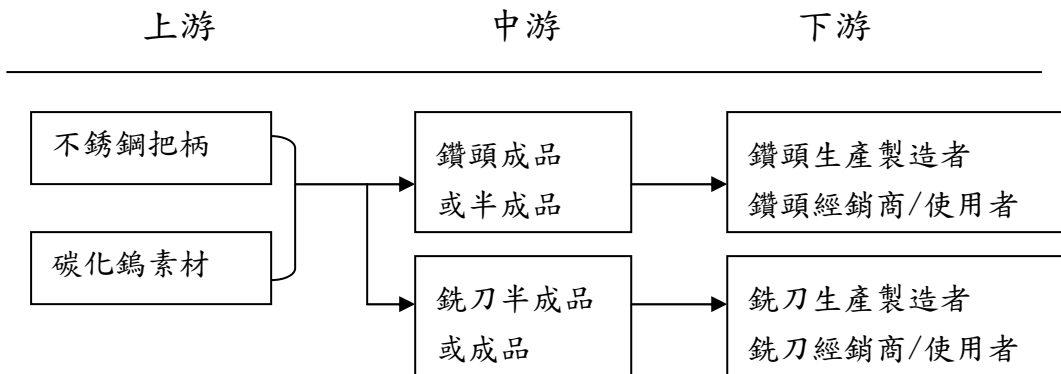 上游 中游 下游
不銹鋼把柄
碳化鎢素材
鑽頭成品
或半成品
銑刀半成品
或成品
鑽頭生產製造者
鑽頭經銷商/使用者
銑刀生產製造者
銑刀經銷商/使用者